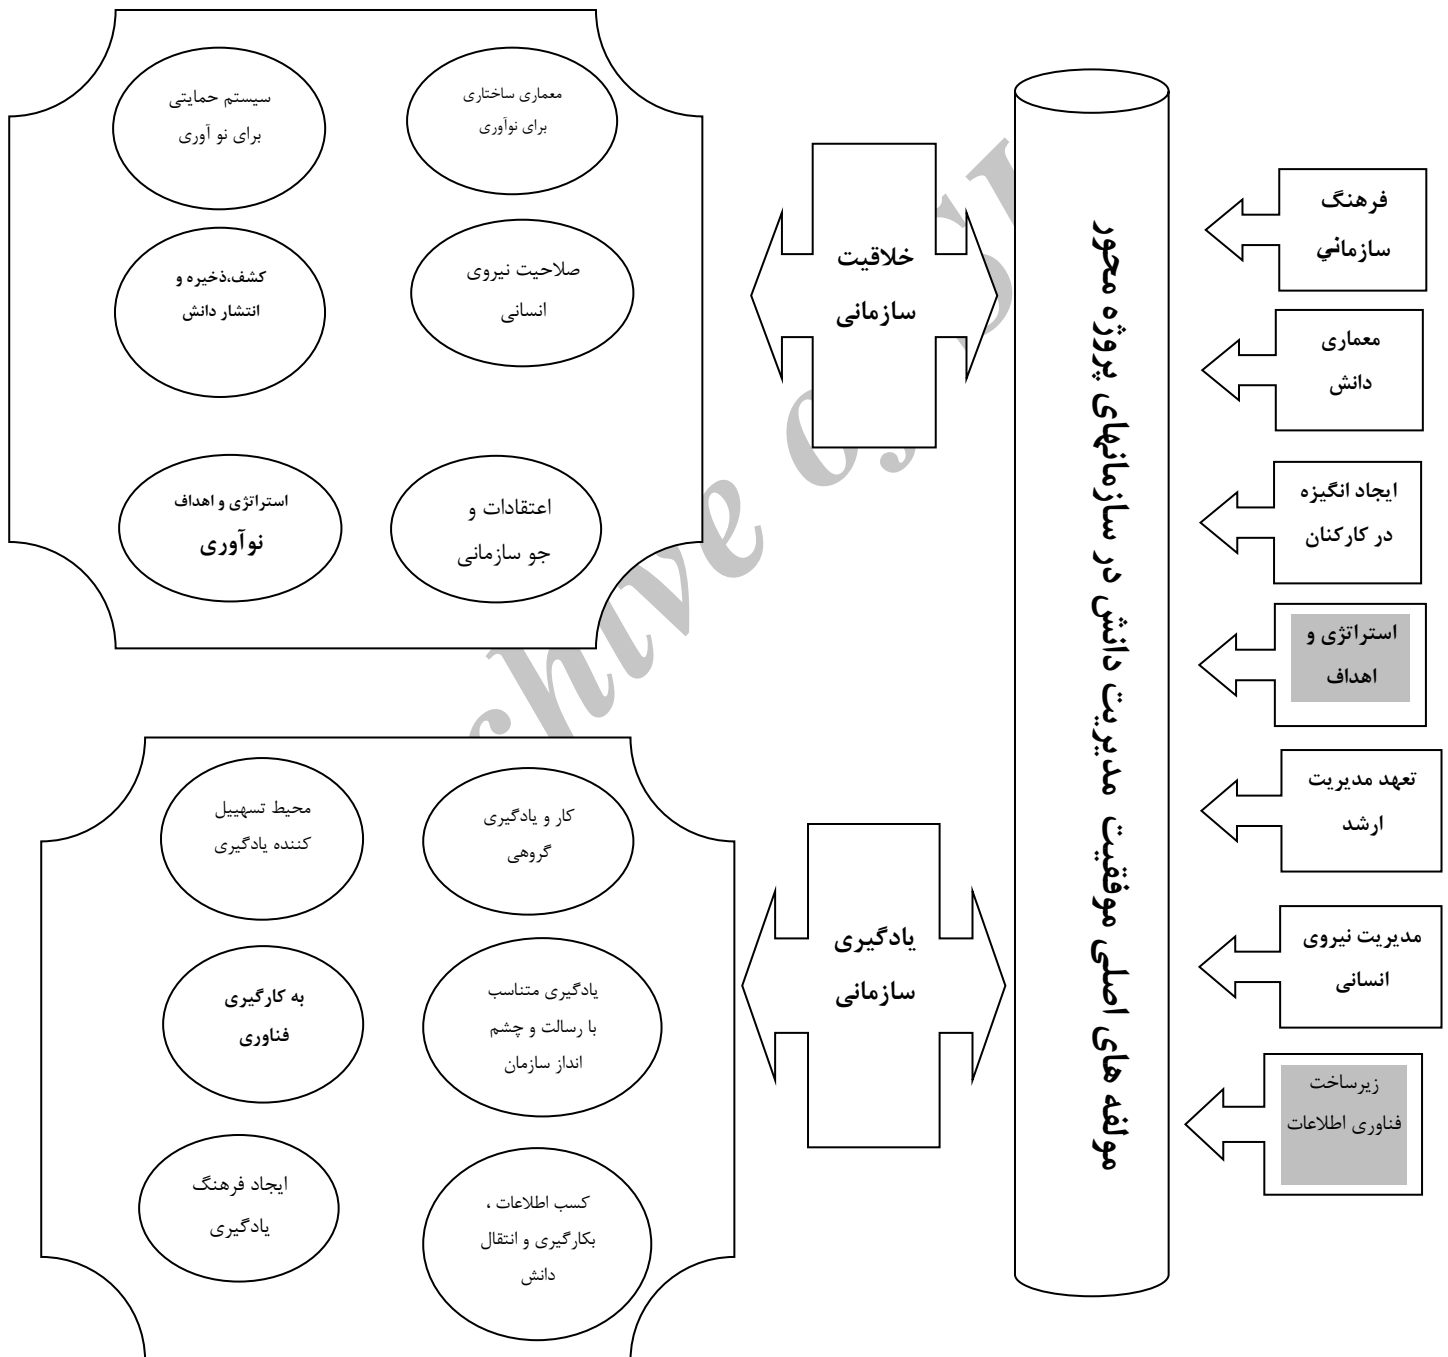 فرهنگ
سازماني
معماری
دانش
ایجاد انگیزه
در کارکنان
استراتژی و
اهداف
تعهد مدیریت
ارشد
مدیریت نیروی
انسانی
زیرساخت
فناوری اطلاعات
مولفه های اصلی موفقیت مدیریت دانش در سازمانهای پروژه محور
خلاقیت
سازمانی
یادگیری
سازمانی
معماری ساختاری
برای نوآوری
سیستم حمایتی
برای نو آوری
صلاحیت نیروی
انسانی
کشف،ذخیره و
انتشار دانش
اعتقادات و
جو سازمانی
استراتژی و اهداف
نوآوری
کار و یادگیری
گروهی
محیط تسهییل
کننده یادگیری
یادگیری متناسب
با رسالت و چشم
انداز سازمان
به کارگیری
فناوری
کسب اطلاعات ،
بکارگیری و انتقال
دانش
ایجاد فرهنگ
یادگیری